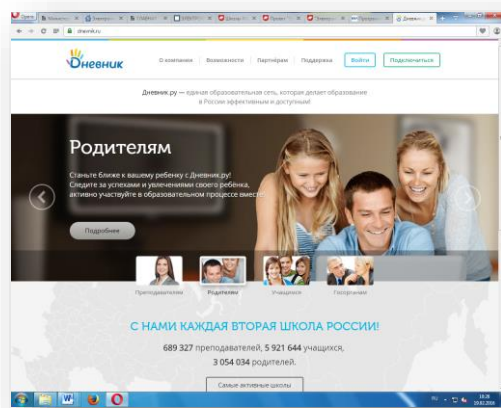 Opera
dnevnik.ru
Дневник
О компании Возможности Партнёрам Поддержка Войти Подключиться
Дневник.ру — единая образовательная сеть, которая делает образование
в России эффективным и доступным!
Родителям
Станьте ближе к вашему ребенку с Дневник.ру!
Следите за успехами и увлечениями своего ребёнка,
активно участвуйте в образовательном процессе вместе
Подробнее
Преподавателям Родителям Учащимся Госорганам
С НАМИ КАЖДАЯ ВТОРАЯ ШКОЛА РОССИИ!
689 327 преподавателей, 5 921 644 учащихся,
3 054 034 родителей.
Самые активные школы